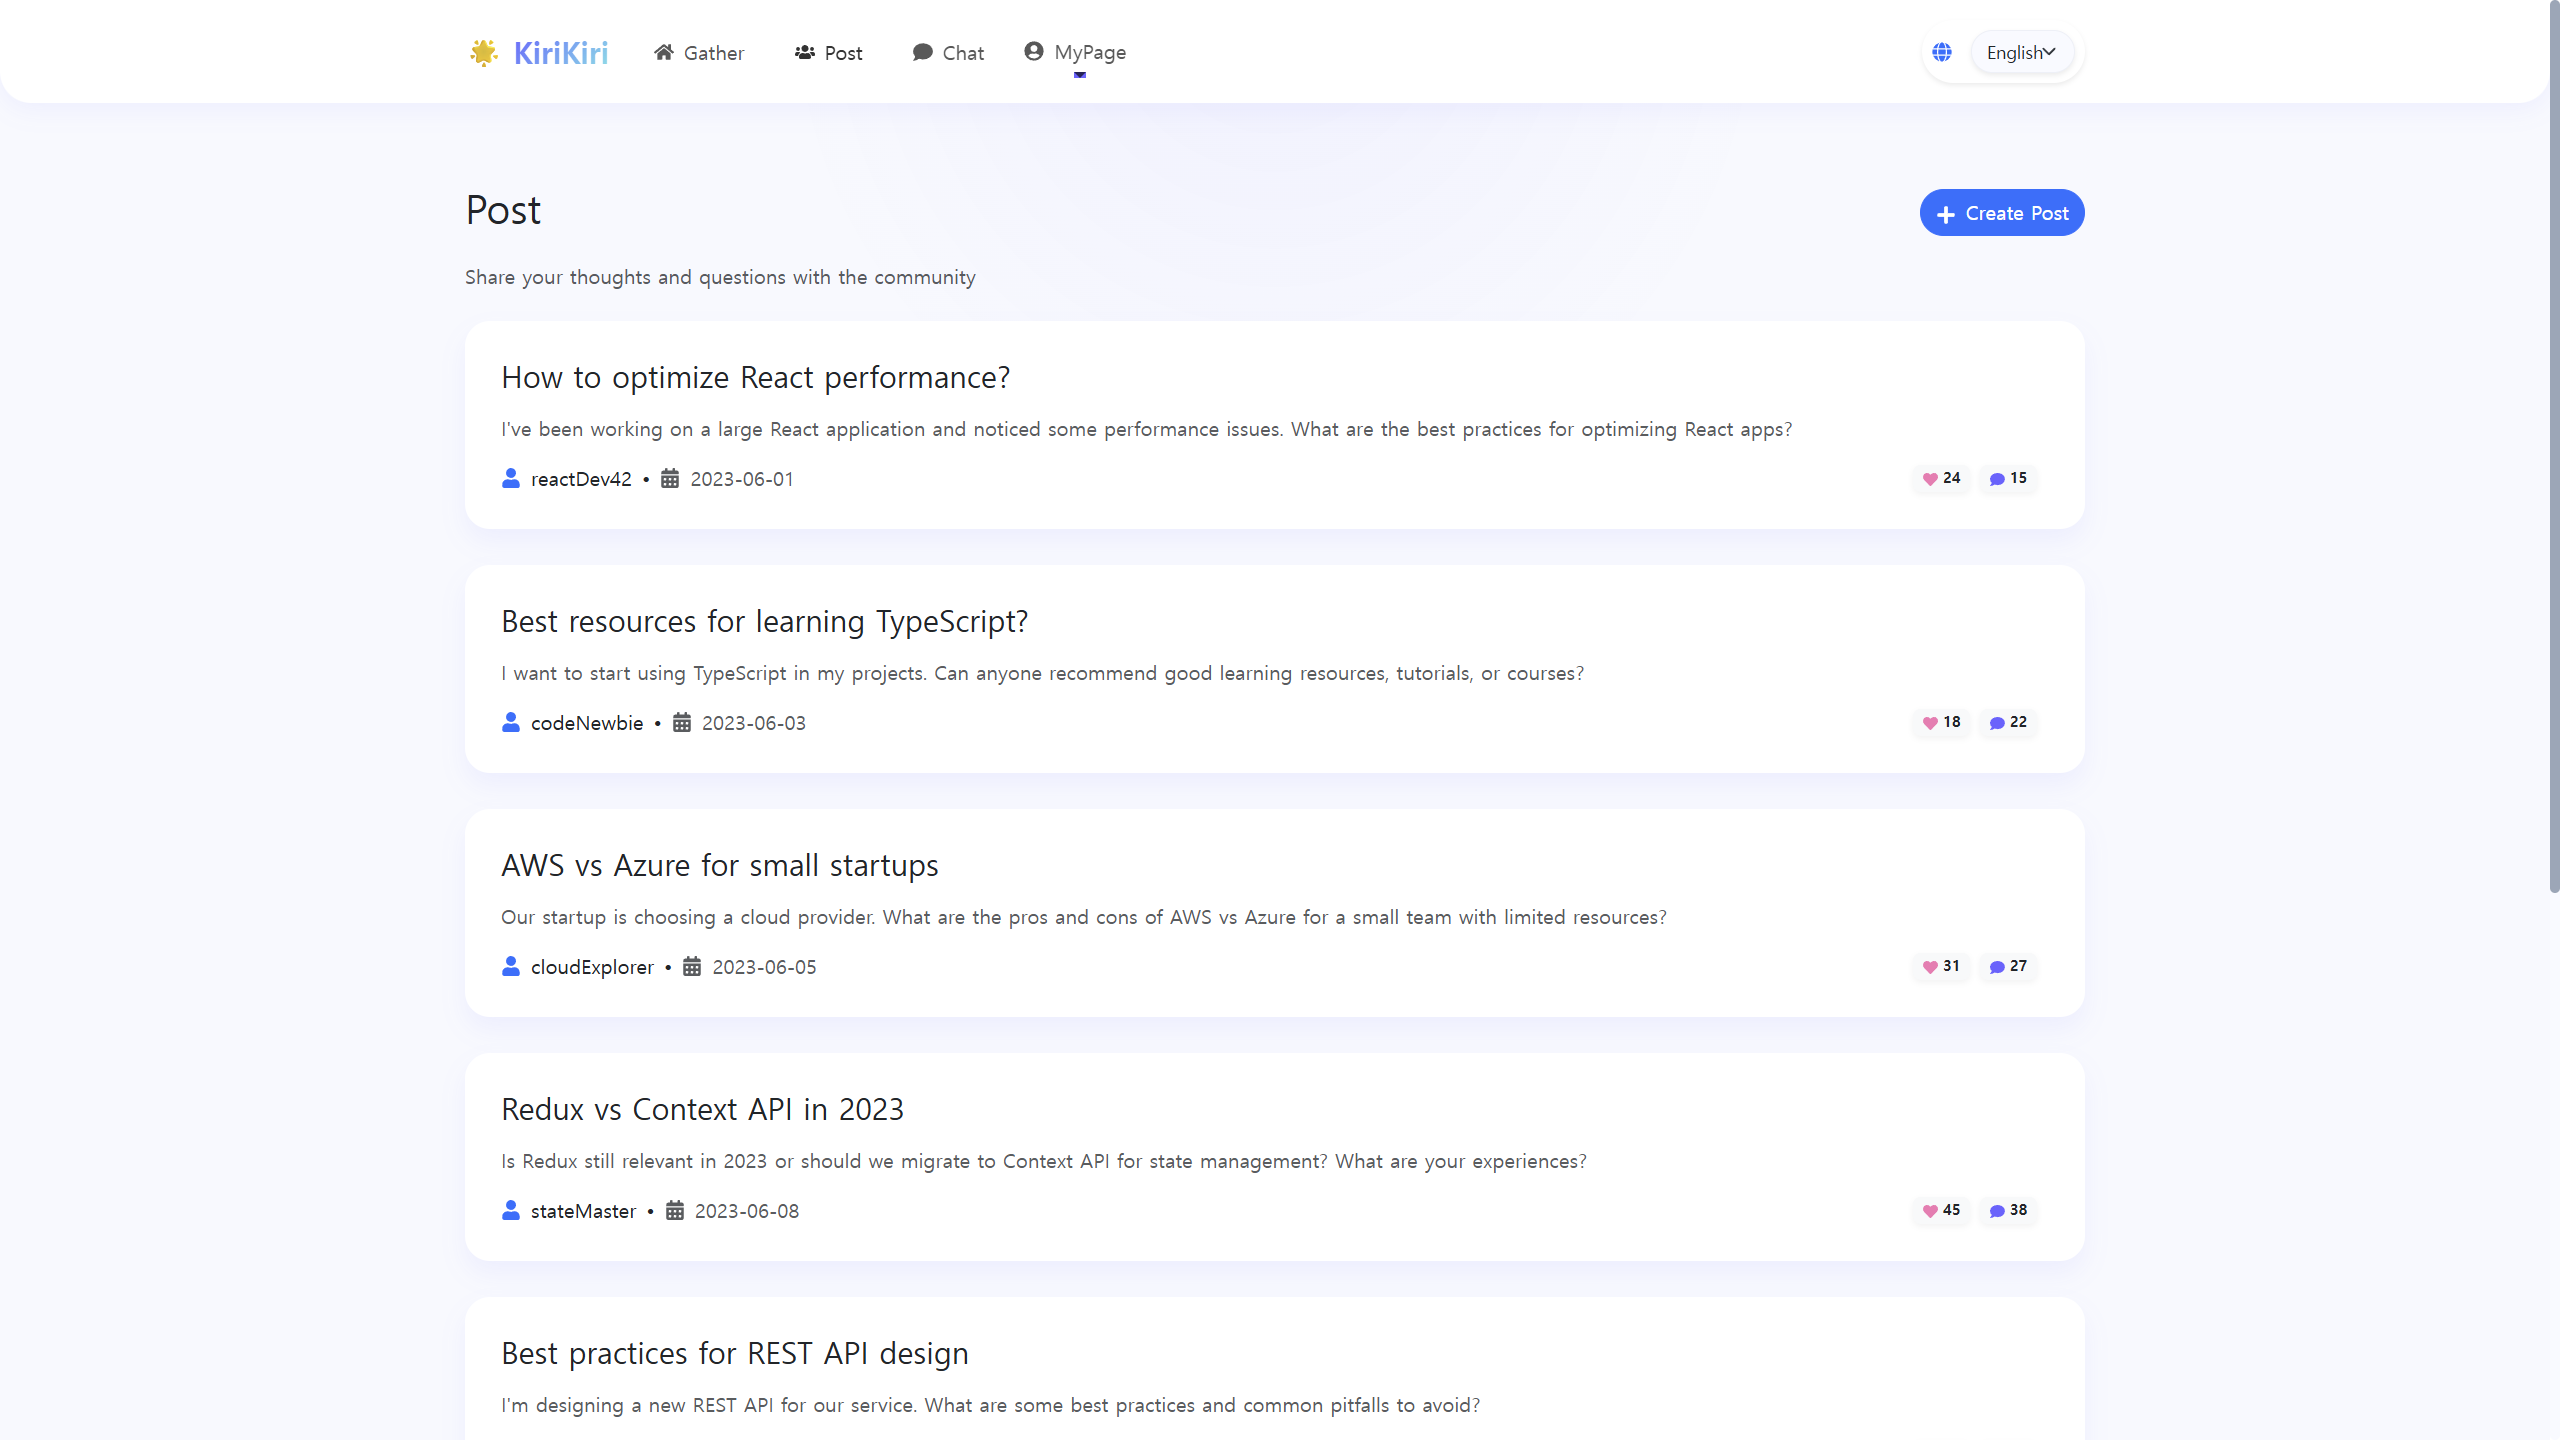 KiriKiri Gather Post Chat MyPage English
Post
Create Post
Share your thoughts and questions with the community
How to optimize React performance?
I've been working on a large React application and noticed some performance issues. What are the best practices for optimizing React apps?
reactDev42 • 2023-06-01 24 15
Best resources for learning TypeScript?
I want to start using TypeScript in my projects. Can anyone recommend good learning resources, tutorials, or courses?
codeNewbie • 2023-06-03 18 22
AWS vs Azure for small startups
Our startup is choosing a cloud provider. What are the pros and cons of AWS vs Azure for a small team with limited resources?
cloudExplorer • 2023-06-05 31 27
Redux vs Context API in 2023
Is Redux still relevant in 2023 or should we migrate to Context API for state management? What are your experiences?
stateMaster • 2023-06-08 45 38
Best practices for REST API design
I'm designing a new REST API for our service. What are some best practices and common pitfalls to avoid?